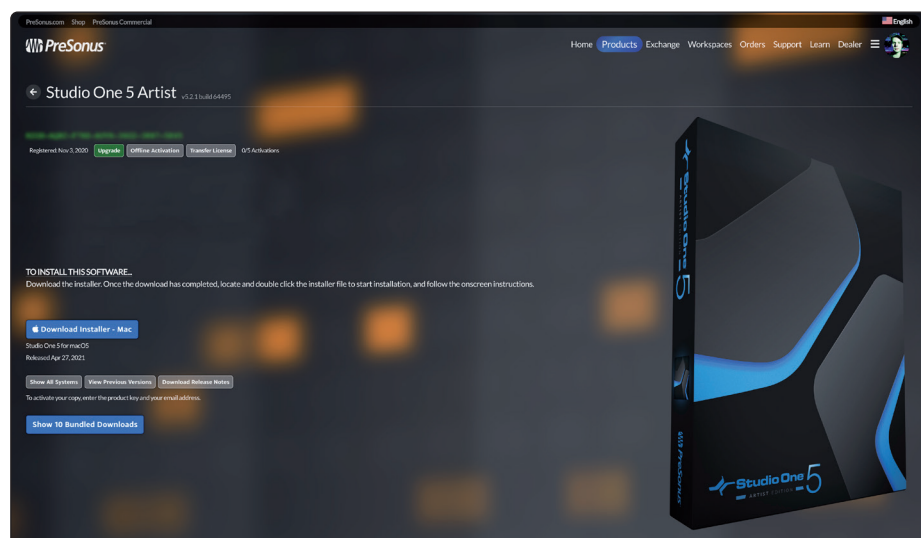 PreSonus.com Shop PreSonus Commercial English
PreSonus Home Products Exchange Workspaces Orders Support Learn Dealer
Studio One 5 Artist v5.2.1 build 64495
Registered: Nov 3, 2020 Upgrade Offline Activation Transfer License 0/5 Activations
TO INSTALL THIS SOFTWARE...
Download the installer. Once the download has completed, locate and double click the installer file to start installation, and follow the onscreen instructions.
Download Installer - Mac
Studio One 5 for macOS
Released Apr 27, 2021
Show All Systems View Previous Versions Download Release Notes
To activate your copy, enter the product key and your email address.
Show 10 Bundled Downloads
Studio One 5
ARTIST EDITION
PreSonus
Studio One 5
ARTIST EDITION